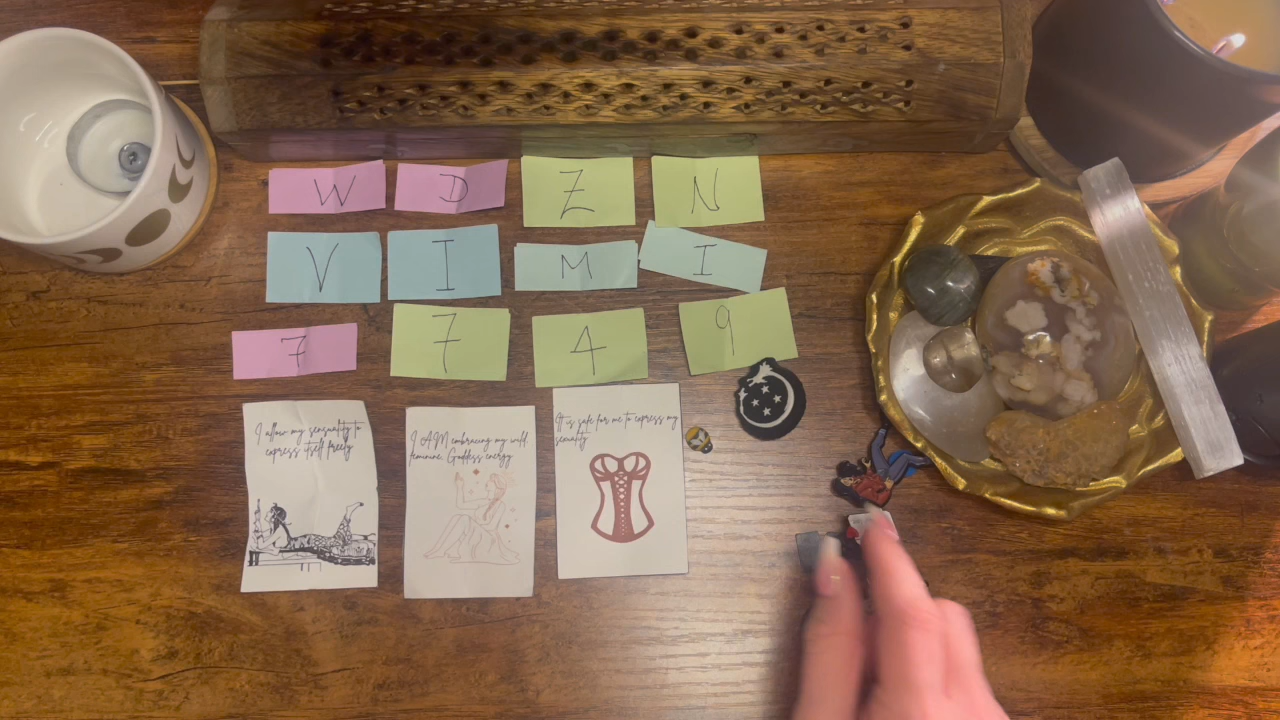 W D Z N
V I M I
7 7 4 9
I allow my sensuality to
express itself freely
I AM embracing my wild
feminine. Goddess energy
It is safe for me to express my
sexuality